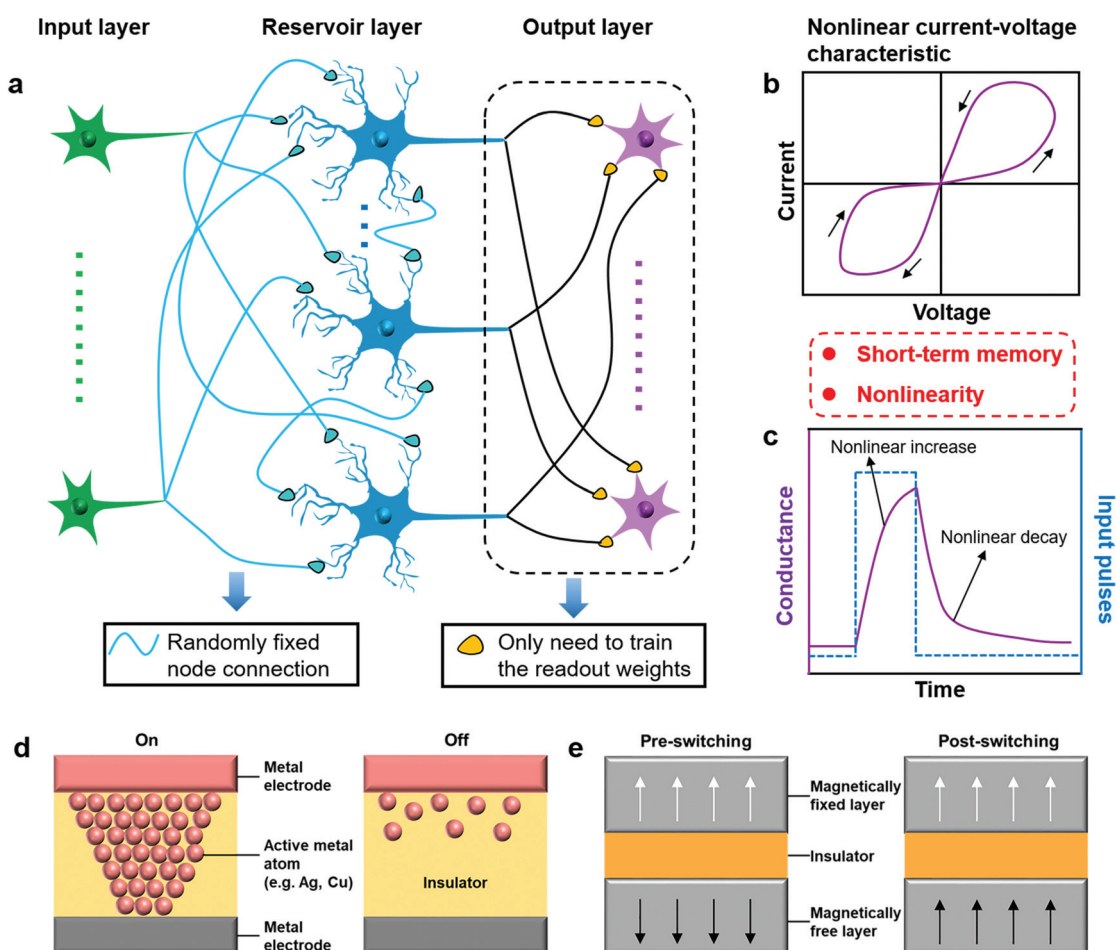 Input layer
Reservoir layer
Output layer
a
Randomly fixed
node connection
Only need to train
the readout weights
Nonlinear current-voltage
characteristic
b
Current
Voltage
Short-term memory
Nonlinearity
c
Nonlinear increase
Nonlinear decay
Conductance
Input pulses
Time
d
On
Off
Metal
electrode
Active metal
atom
(e.g. Ag, Cu)
Insulator
Metal
electrode
e
Pre-switching
Post-switching
Magnetically
fixed layer
Insulator
Magnetically
free layer